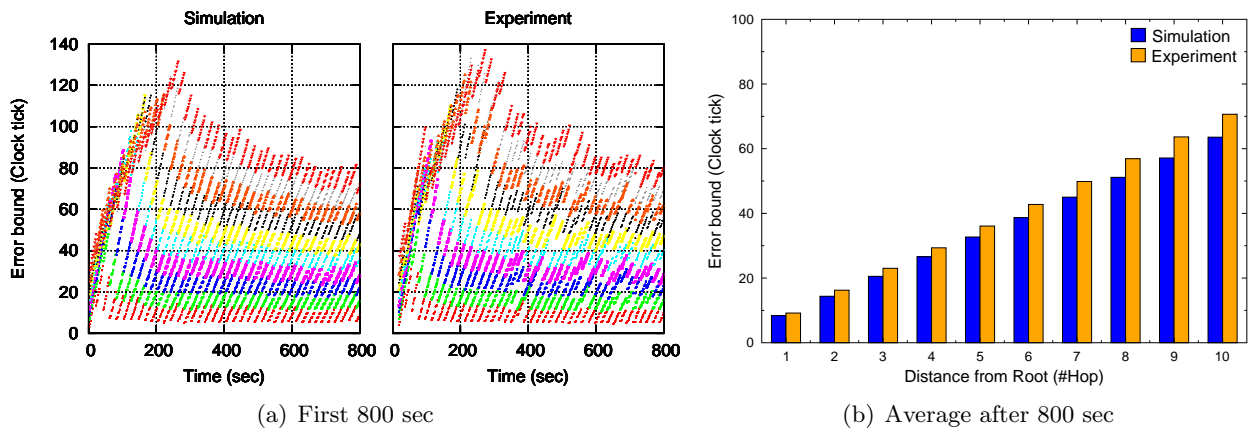 Simulation
Experiment
Error bound (Clock tick)
140
120
100
80
60
40
20
0
0 200 400 600 800
0 200 400 600 800
Time (sec)
Time (sec)
(a) First 800 sec
Error bound (Clock tick)
100
80
60
40
20
0
Simulation
Experiment
1 2 3 4 5 6 7 8 9 10
Distance from Root (#Hop)
(b) Average after 800 sec